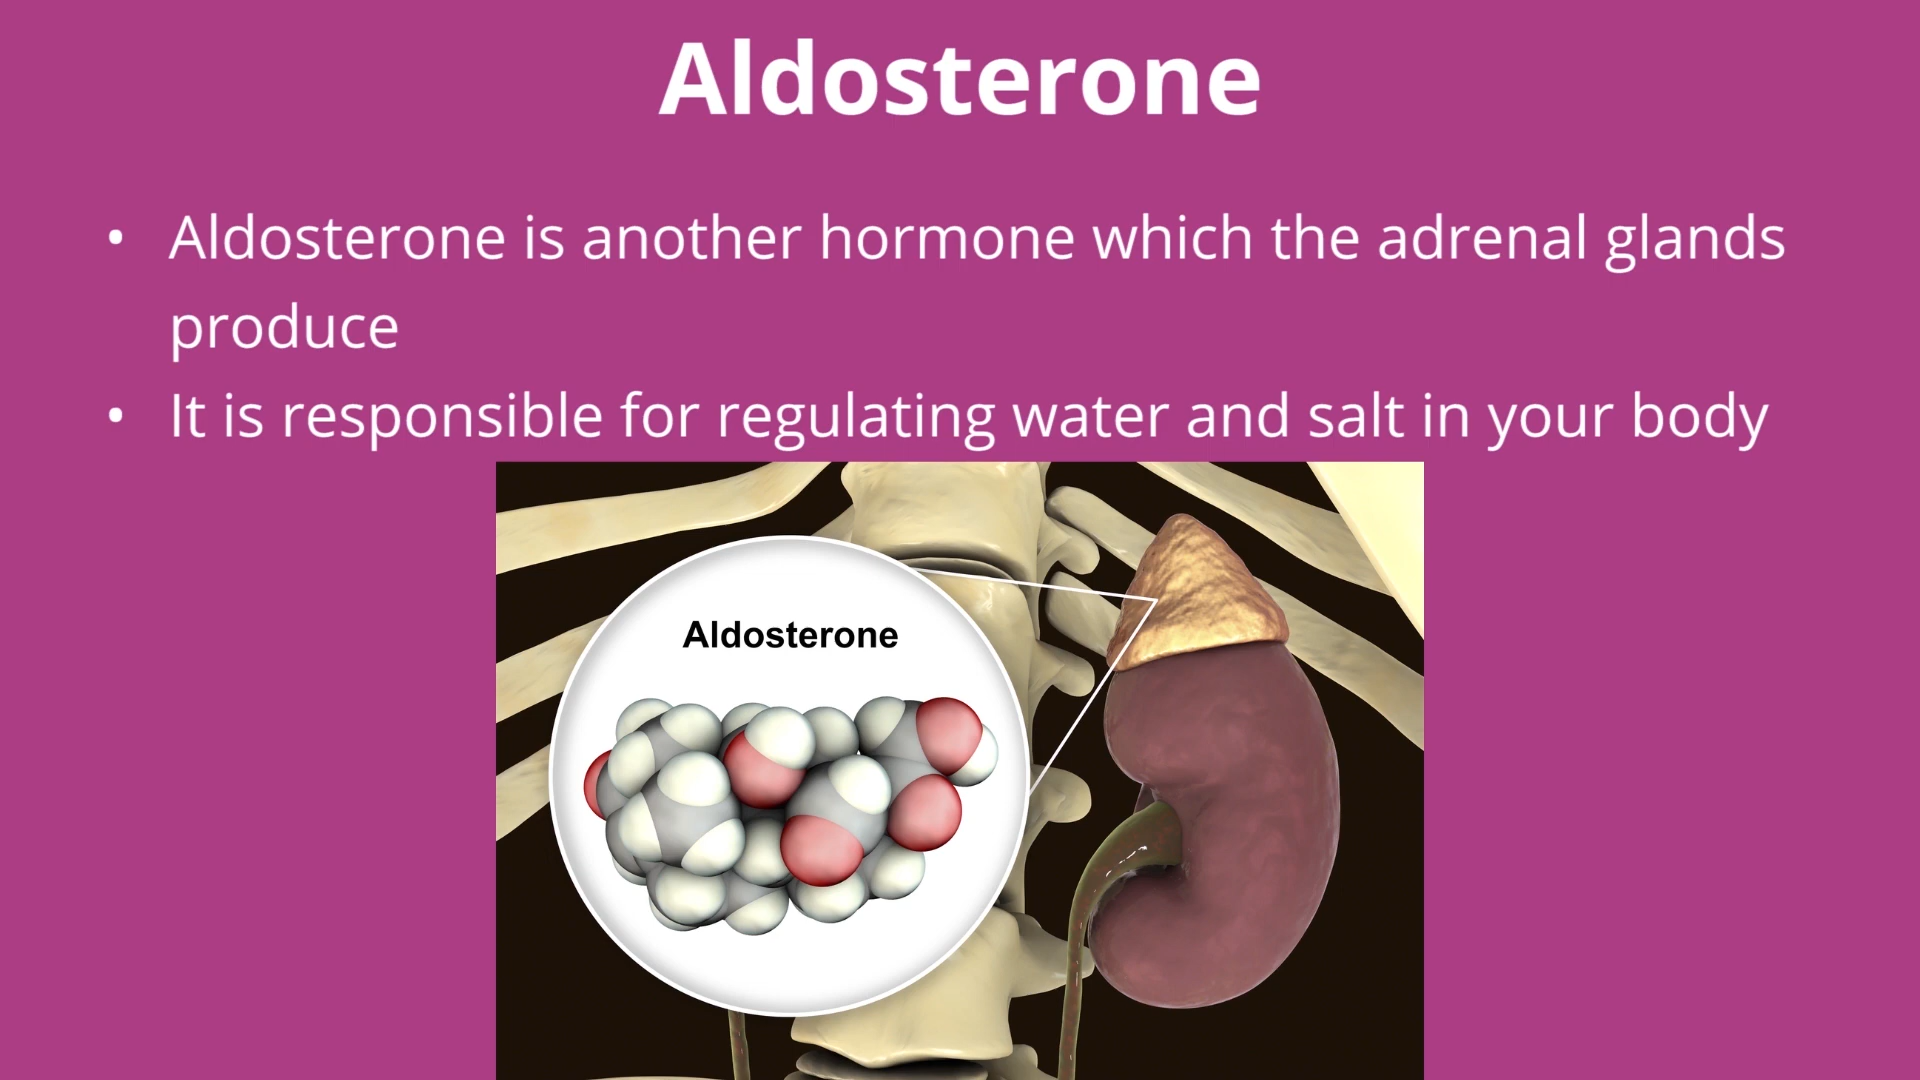 Aldosterone
• Aldosterone is another hormone which the adrenal glands
produce
• It is responsible for regulating water and salt in your body
Aldosterone